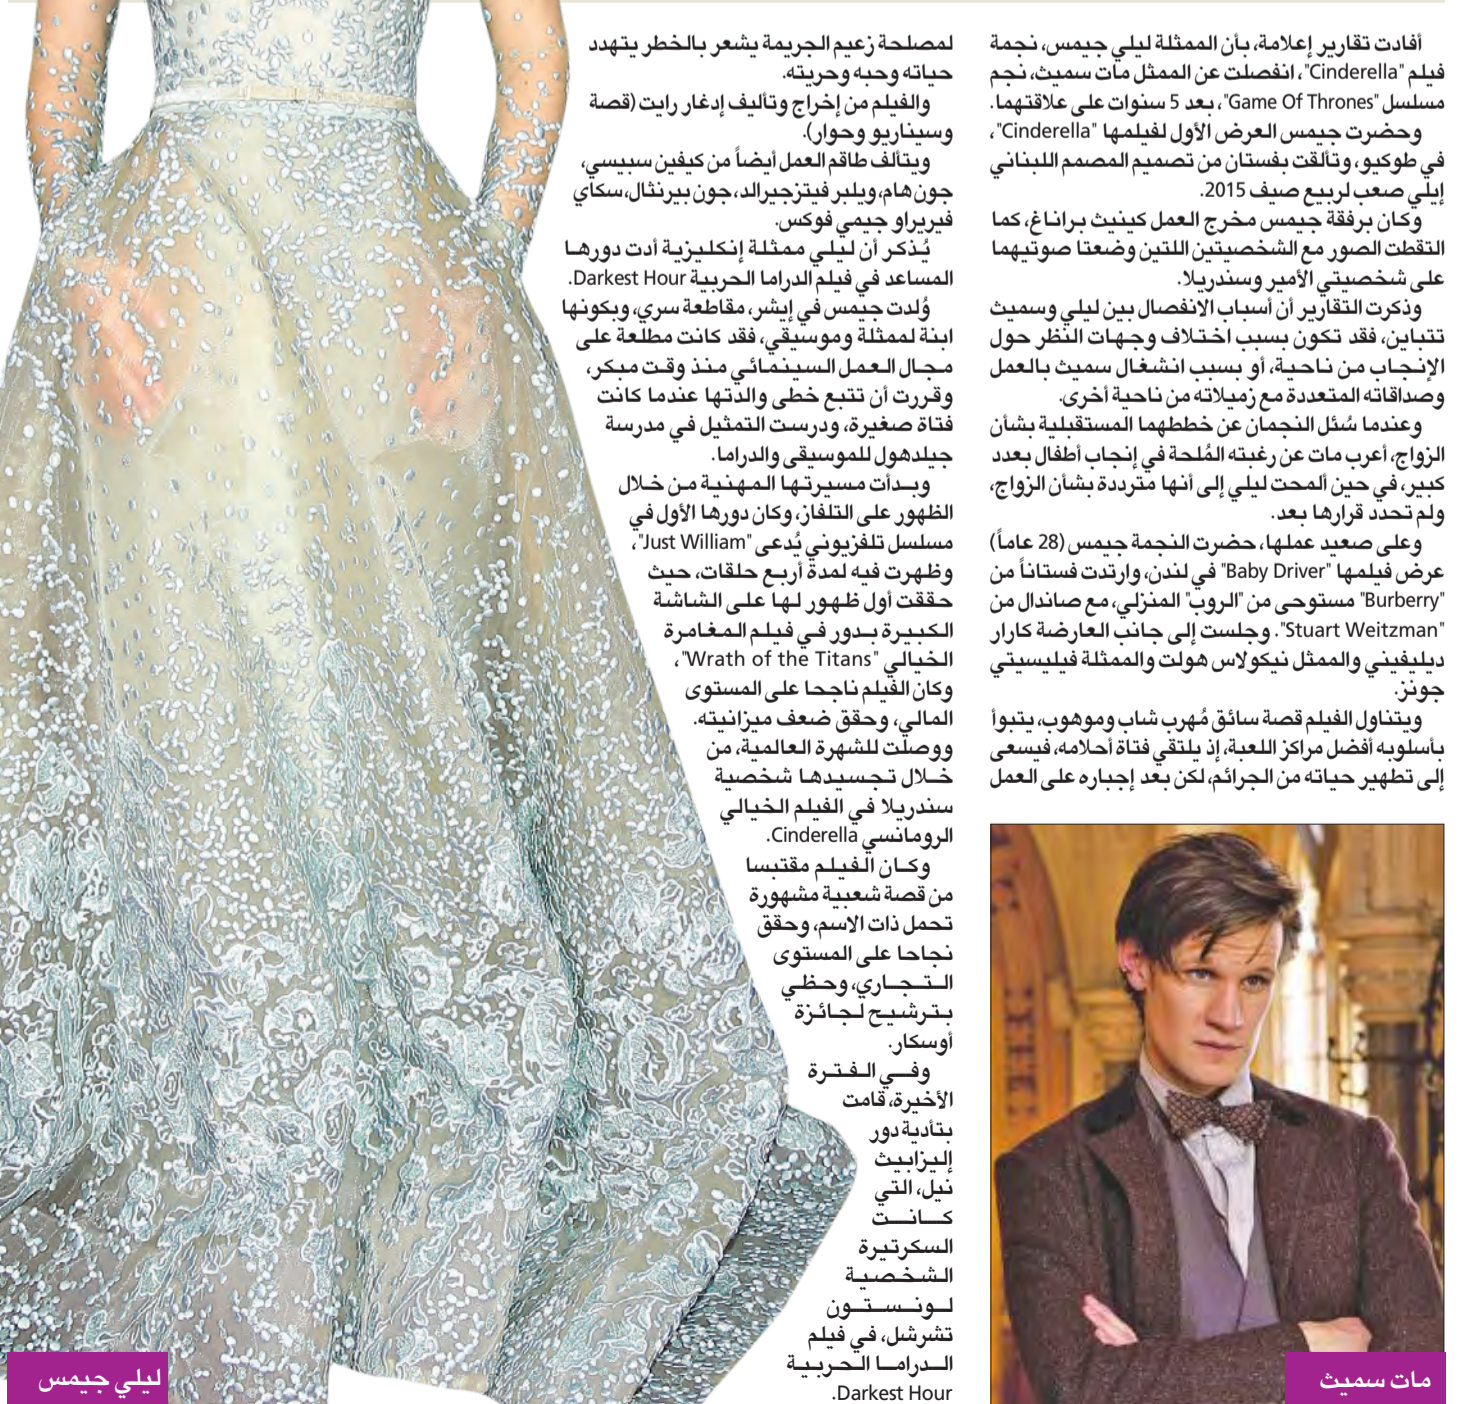 أفادت تقارير إعلامة، بأن الممثلة ليلي جيمس، نجمة
فيلم "Cinderella"، انفصلت عن الممثل مات سميث، نجم
مسلسل "Game Of Thrones"، بعد 5 سنوات على علاقتهما.
وحضرت جيمس العرض الأول لفيلمها "Cinderella"،
في طوكيو، وتألقت بفستان من تصميم المصمم اللبناني
إيلي صعب لربيع صيف 2015.
وكان برفقة جيمس مخرج العمل كينيث براناغ، كما
التقطت الصور مع الشخصيتين اللتين وضعتا صوتيهما
على شخصيتي الأمير وسندريلا.
وذكرت التقارير أن أسباب الانفصال بين ليلي وسميث
تتباين، فقد تكون بسبب اختلاف وجهات النظر حول
الإنجاب من ناحية، أو بسبب انشغال سميث بالعمل
وصداقاته المتعددة مع زميلاته من ناحية أخرى.
وعندما سُئل النجمان عن خططهما المستقبلية بشأن
الزواج، أعرب مات عن رغبته المُلحة في إنجاب أطفال بعدد
كبير، في حين ألمحت ليلي إلى أنها مترددة بشأن الزواج،
ولم تحدد قرارها بعد.
وعلى صعيد عملها، حضرت النجمة جيمس (28 عاماً)
عرض فيلمها "Baby Driver" في لندن، وارتدت فستاناً من
"Burberry" مستوحى من "الروب" المنزلي، مع صاندال من
"Stuart Weitzman". وجلست إلى جانب العارضة كارار
ديليفيني والممثل نيكولاس هولت والممثلة فيليسيتي
جونز.
ويتناول الفيلم قصة سائق مُهرب شاب وموهوب، يتبوأ
بأسلوبه أفضل مراكز اللعبة، إذ يلتقي فتاة أحلامه، فيسعى
إلى تطهير حياته من الجرائم، لكن بعد إجباره على العمل
لمصلحة زعيم الجريمة يشعر بالخطر يتهدد
حياته وحبه وحريته.
والفيلم من إخراج وتأليف إدغار رايت (قصة
وسيناريو وحوار).
ويتألف طاقم العمل أيضاً من كيفين سبيسي،
جون هام، ويلبر فيتزجيرالد، جون بيرنثال، سكاي
فيريراو جيمي فوكس.
يُذكر أن ليلي ممثلة إنكليزية أدت دورها
المساعد في فيلم الدراما الحربية Darkest Hour.
وُلدت جيمس في إيشر، مقاطعة سري، وبكونها
ابنة لممثلة وموسيقي، فقد كانت مطلعة على
مجال العمل السينمائي منذ وقت مبكر،
وقررت أن تتبع خطى والدتها عندما كانت
فتاة صغيرة، ودرست التمثيل في مدرسة
جيلدهول للموسيقى والدراما.
وبدأت مسيرتها المهنية من خلال
الظهور على التلفاز، وكان دورها الأول في
مسلسل تلفزيوني يُدعى "Just William"،
وظهرت فيه لمدة أربع حلقات، حيث
حققت أول ظهور لها على الشاشة
الكبيرة بدور في فيلم المغامرة
الخيالي "Wrath of the Titans"،
وكان الفيلم ناجحا على المستوى
المالي، وحقق ضعف ميزانيته.
ووصلت للشهرة العالمية، من
خلال تجسيدها شخصية
سندريلا في الفيلم الخيالي
الرومانسي Cinderella.
وكان الفيلم مقتبسا
من قصة شعبية مشهورة
تحمل ذات الاسم، وحقق
نجاحا على المستوى
التجاري، وحظي
بترشيح لجائزة
أوسكار.
وفي الفترة
الأخيرة، قامت
بتأدية دور
إليزابيث
نيل، التي
كانت
السكرتيرة
الشخصية
لونستون
تشرشل، في فيلم
الدراما الحربية
Darkest Hour.
مات سميث
ليلي جيمس